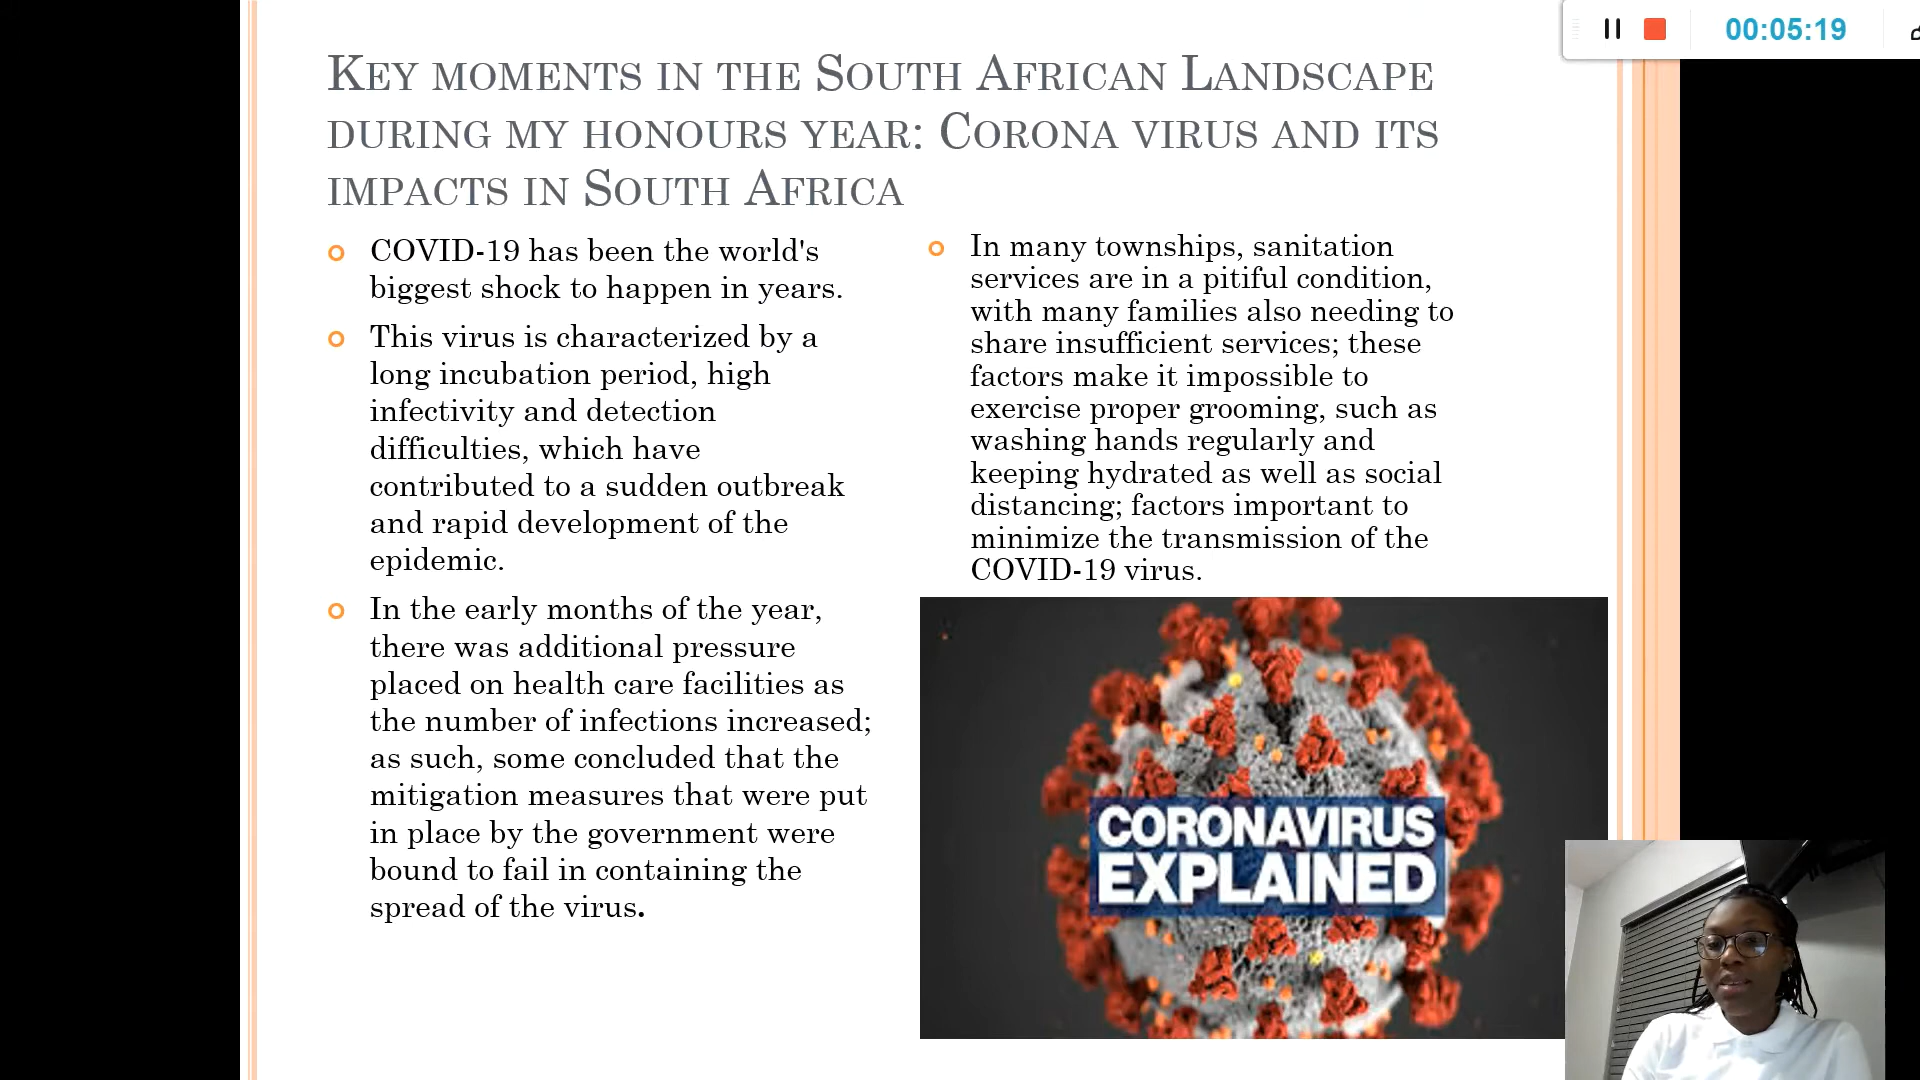 Key moments in the South African Landscape
during my honours year: Corona virus and its
impacts in South Africa
COVID-19 has been the world's
biggest shock to happen in years.
This virus is characterized by a
long incubation period, high
infectivity and detection
difficulties, which have
contributed to a sudden outbreak
and rapid development of the
epidemic.
In the early months of the year,
there was additional pressure
placed on health care facilities as
the number of infections increased;
as such, some concluded that the
mitigation measures that were put
in place by the government were
bound to fail in containing the
spread of the virus.
In many townships, sanitation
services are in a pitiful condition,
with many families also needing to
share insufficient services; these
factors make it impossible to
exercise proper grooming, such as
washing hands regularly and
keeping hydrated as well as social
distancing; factors important to
minimize the transmission of the
COVID-19 virus.
CORONAVIRUS
EXPLAINED
00:05:19